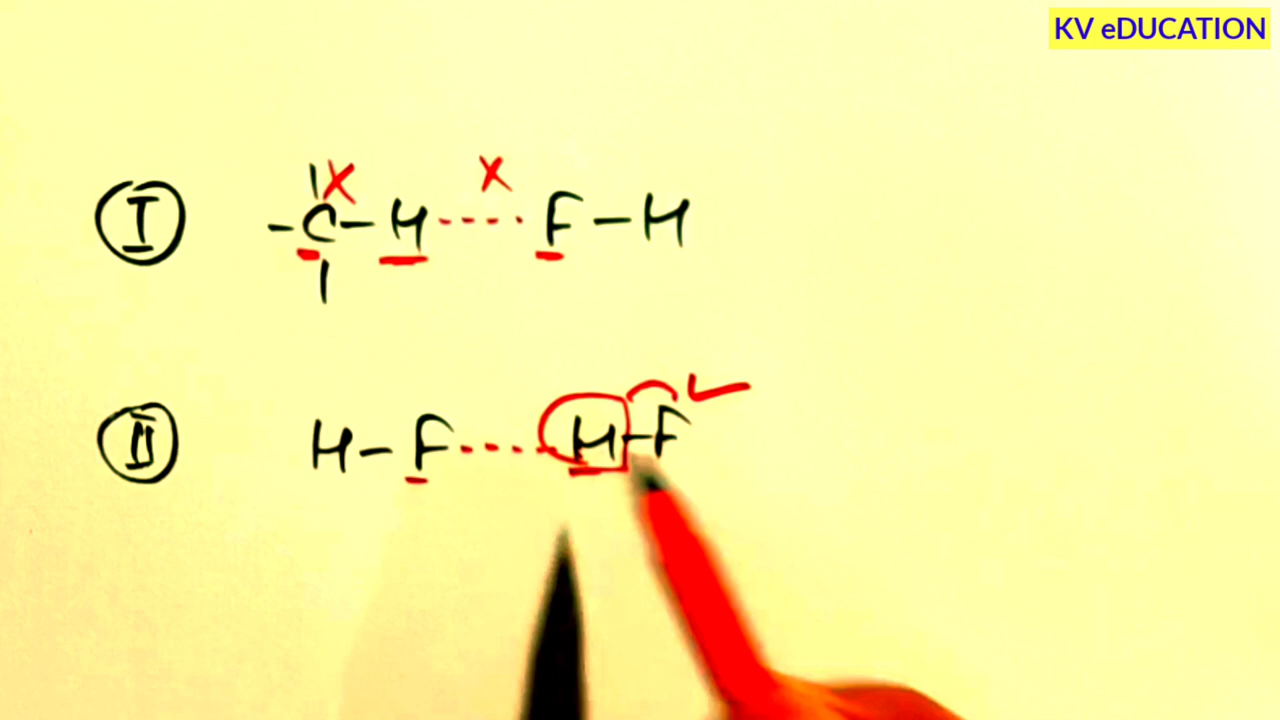 KV eDUCATION
I -C-H....F-H
II H-F....H-F